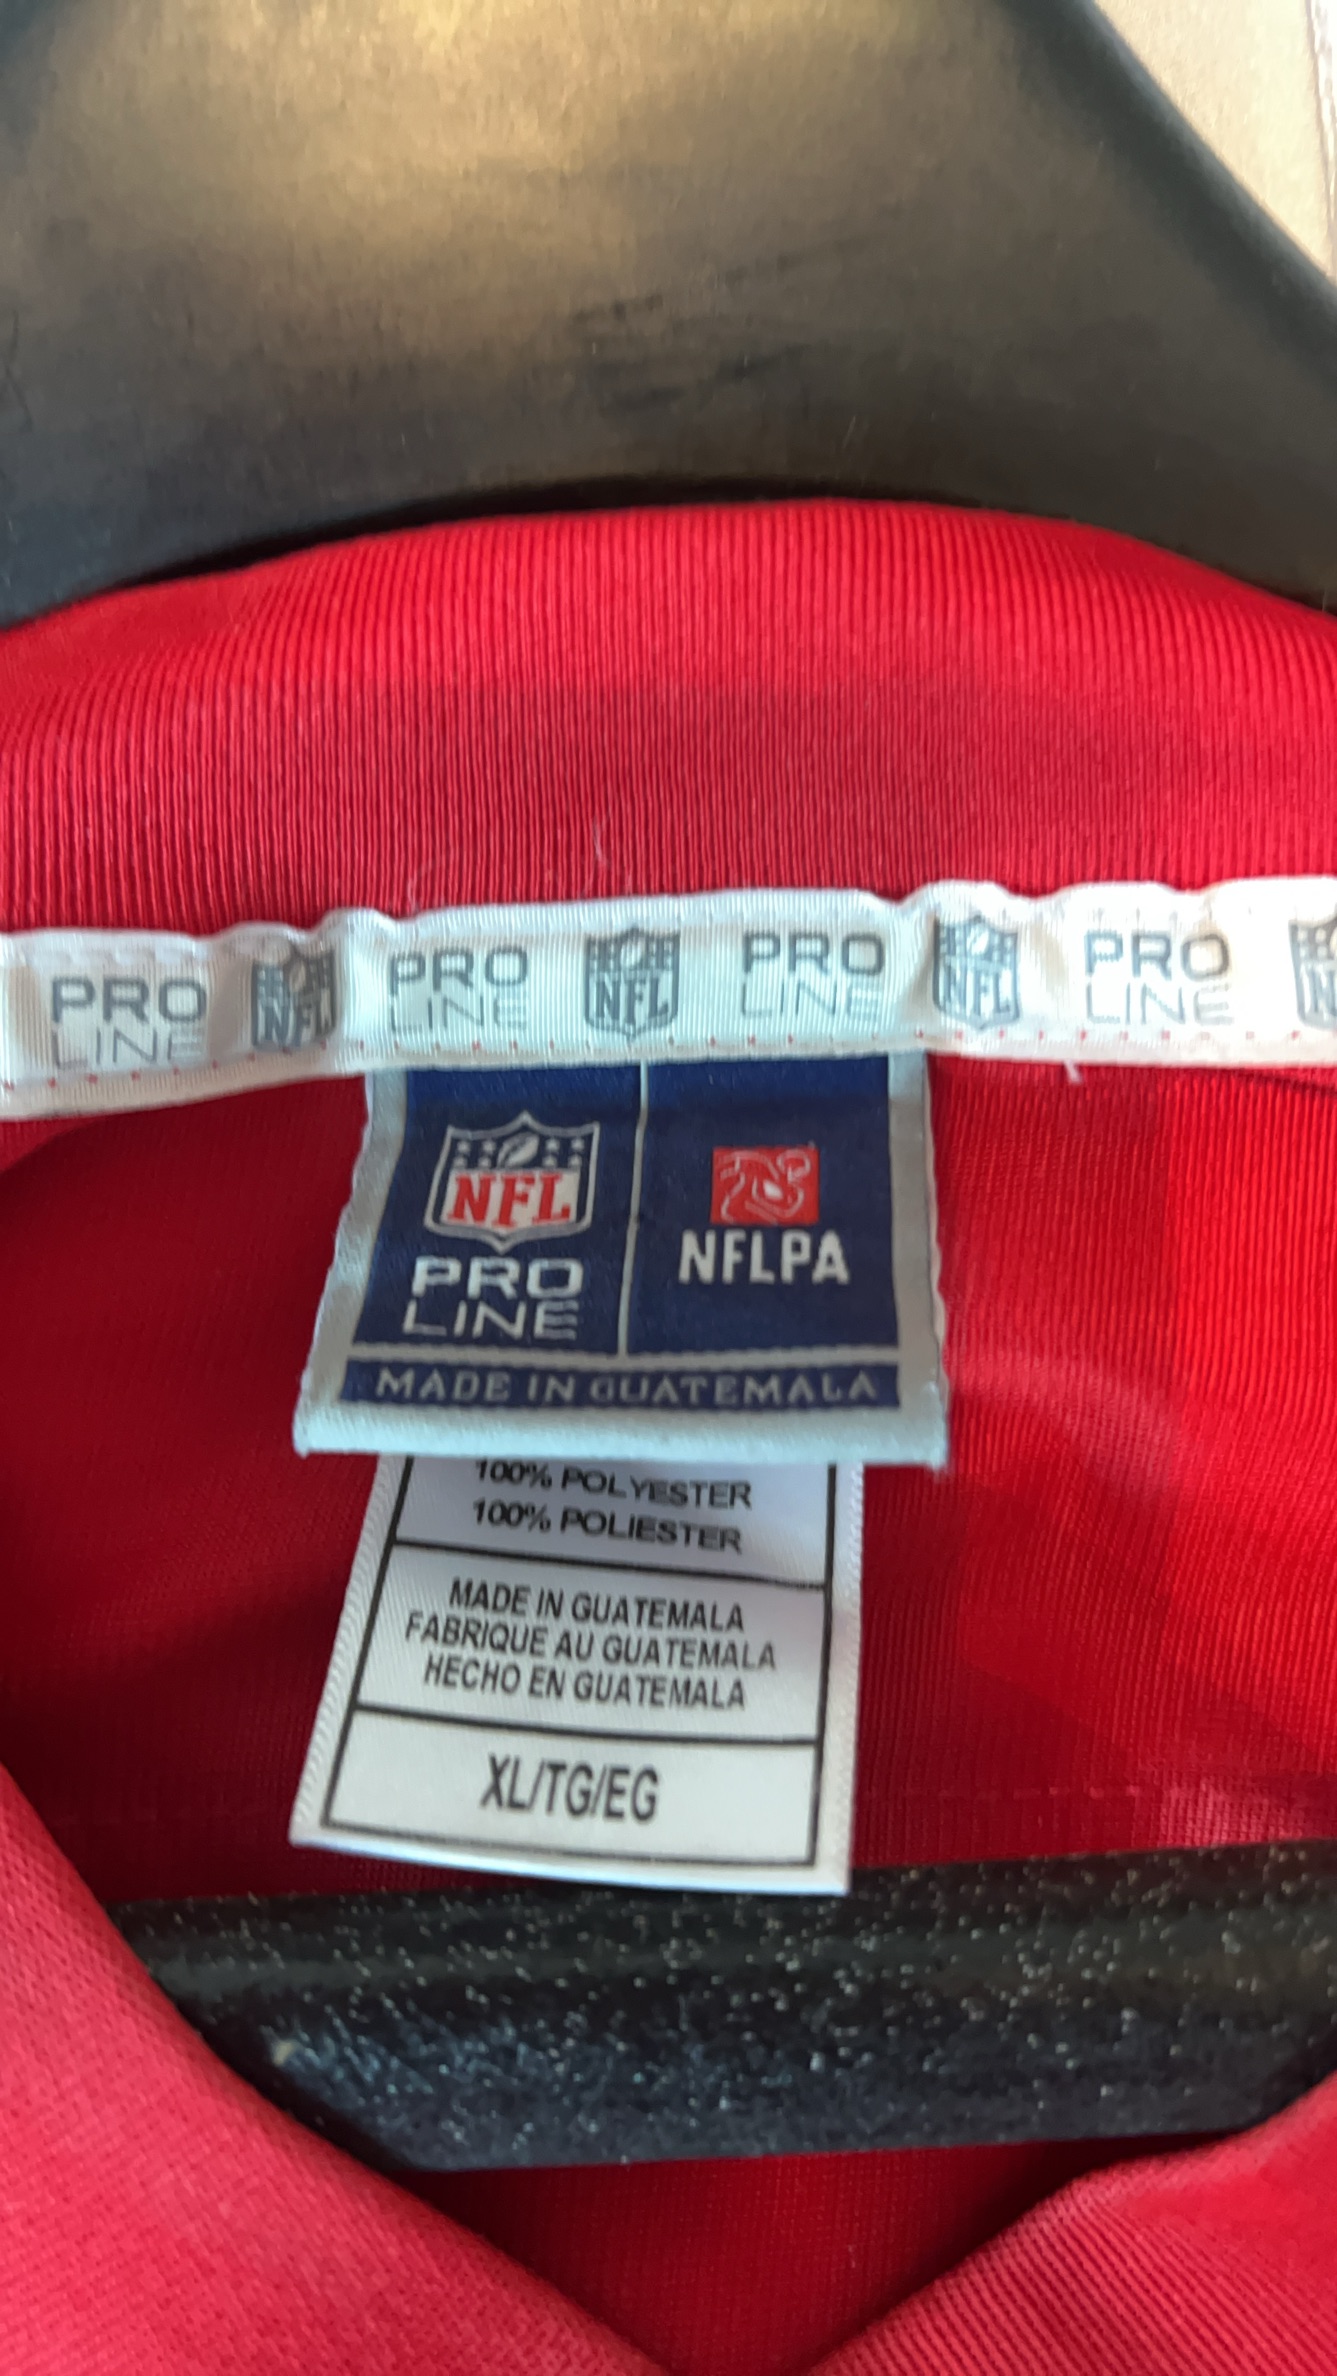 PRO
LINE
NFL
PRO
LINE
NFL
PRO
LINE
NFL
PRO
LINE
NFL
PRO
LINE
NFLPA
MADE IN GUATEMALA
100% POLYESTER
100% POLIESTER
MADE IN GUATEMALA
FABRIQUE AU GUATEMALA
HECHO EN GUATEMALA
XL/TG/EG